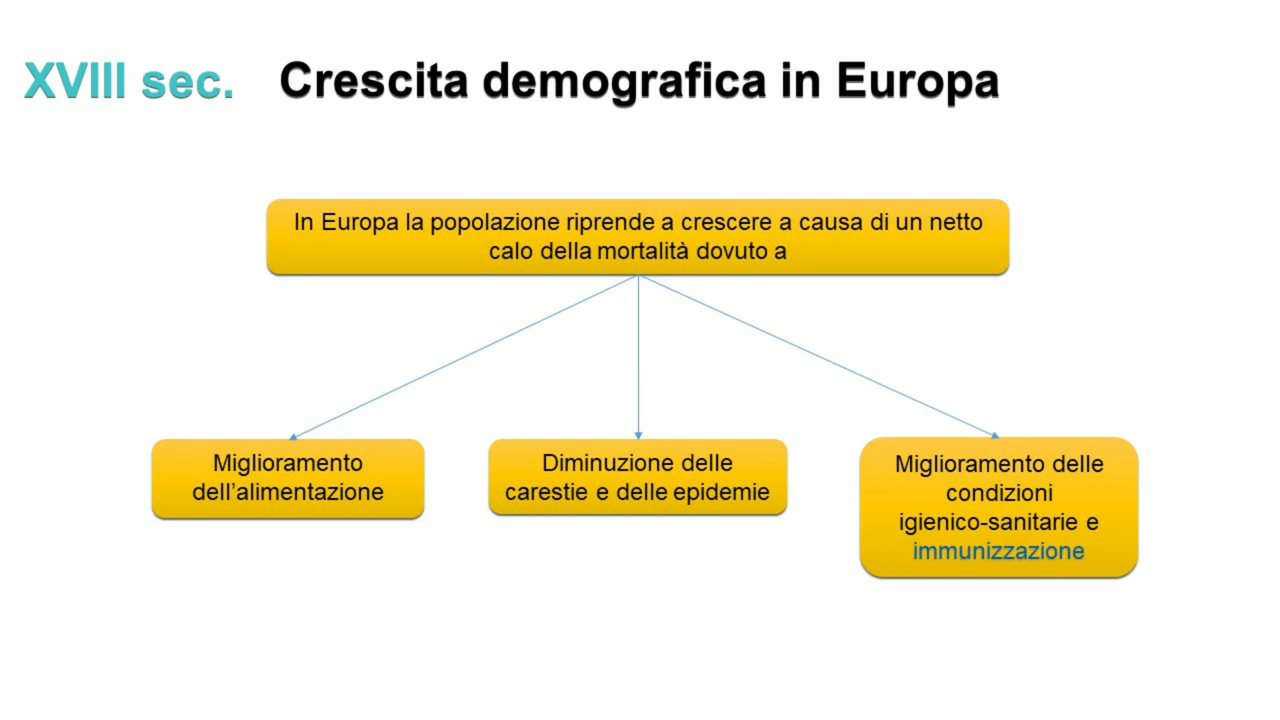 XVIII sec. Crescita demografica in Europa
In Europa la popolazione riprende a crescere a causa di un netto
calo della mortalità dovuto a
Miglioramento
dell’alimentazione
Diminuzione delle
carestie e delle epidemie
Miglioramento delle
condizioni
igienico-sanitarie e
immunizzazione